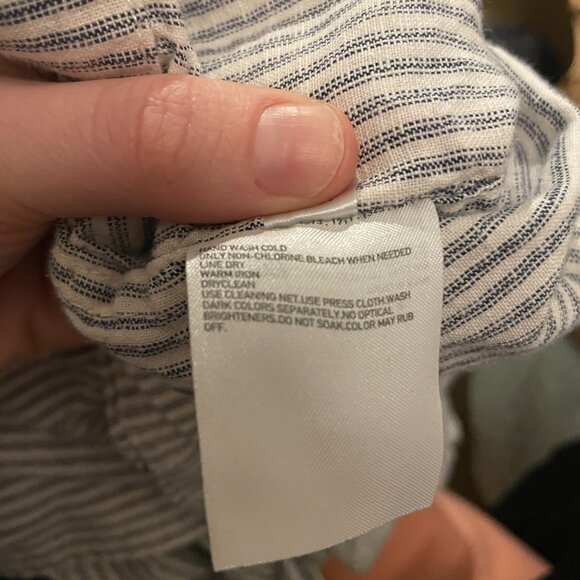 HAND WASH COLD
ONLY NON-CHLORINE BLEACH WHEN NEEDED
LINE DRY
WARM IRON
DRYCLEAN
USE CLEANING NET.USE PRESS CLOTH.WASH
DARK COLORS SEPARATELY.NO OPTICAL
BRIGHTENERS.DO NOT SOAK.COLOR MAY RUB
OFF.